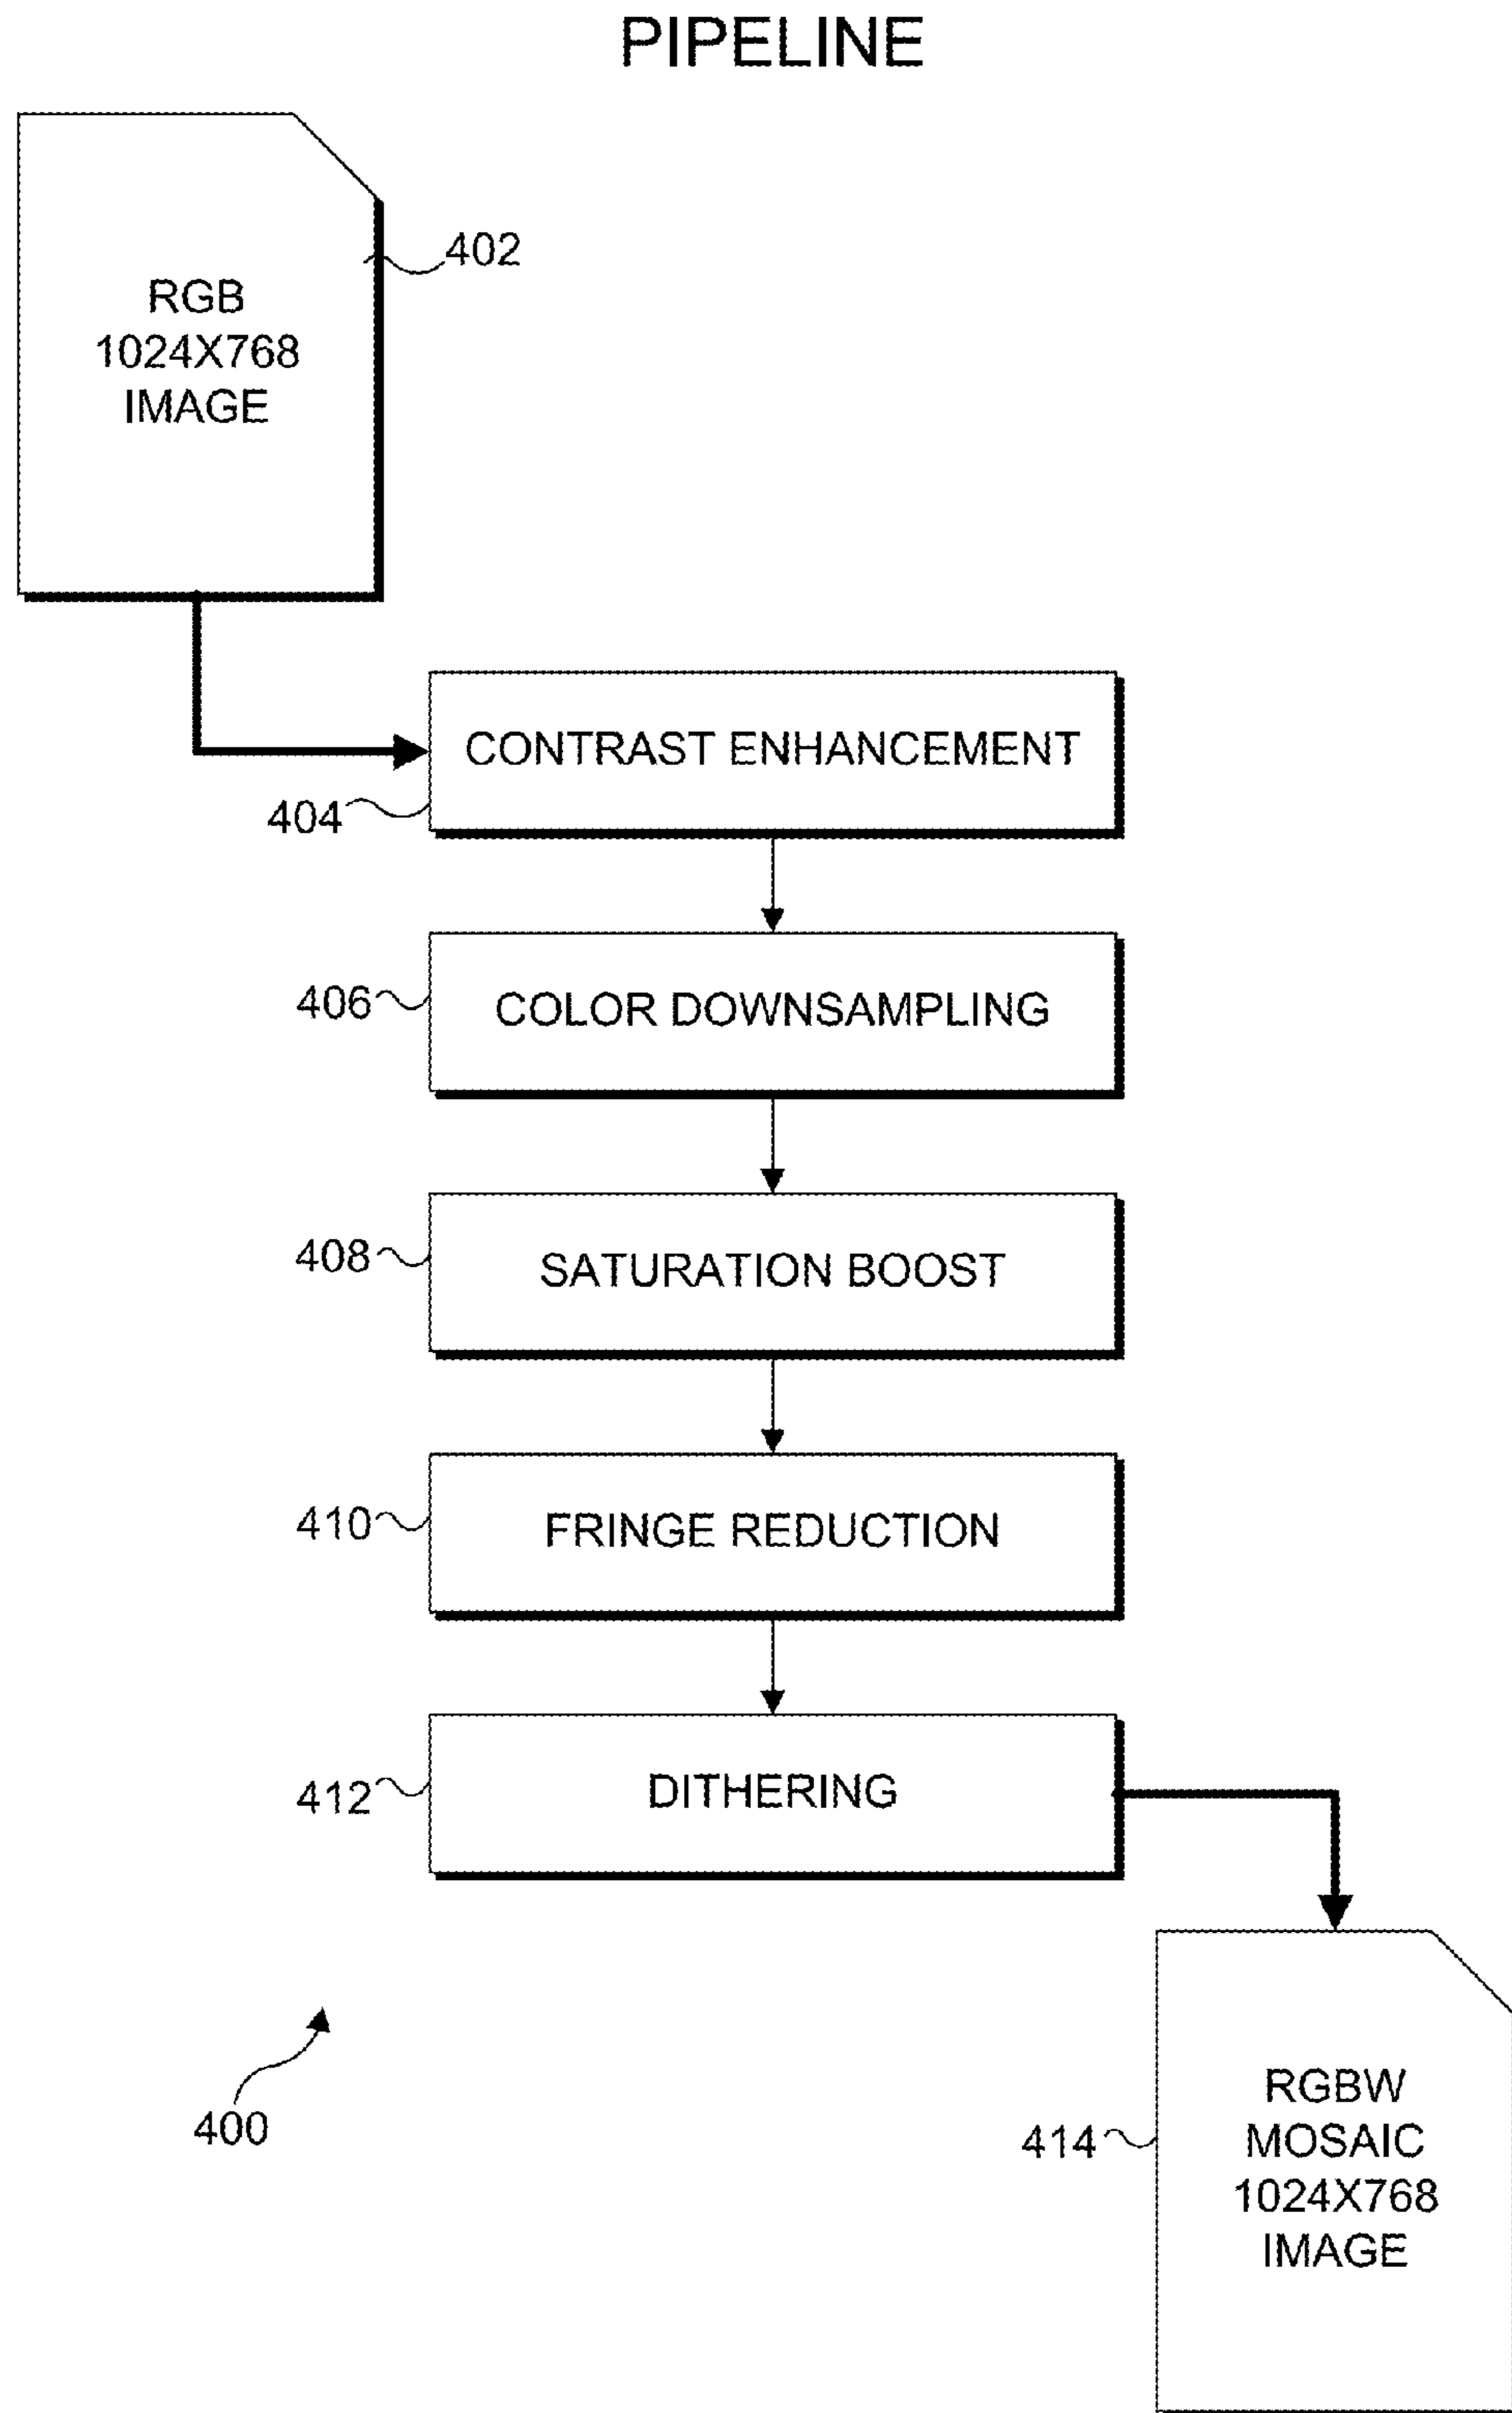 PIPELINE
402
RGB
1024X768
IMAGE
CONTRAST ENHANCEMENT
404
406
COLOR DOWNSAMPLING
408
SATURATION BOOST
410
FRINGE REDUCTION
412
DITHERING
400
414
RGBW
MOSAIC
1024X768
IMAGE